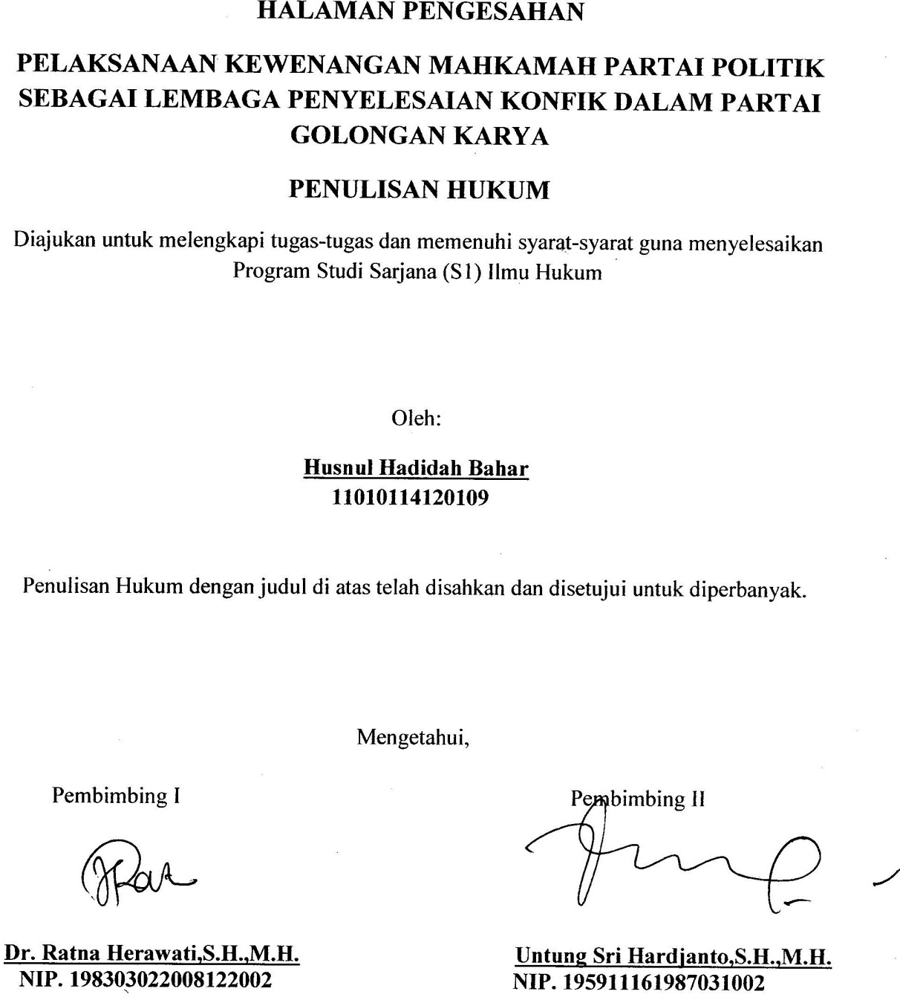 HALAMAN PENGESAHAN
PELAKSANAAN KEWENANGAN MAHKAMAH PARTAI POLITIK
SEBAGAI LEMBAGA PENYELESAIAN KONFIK DALAM PARTAI
GOLONGAN KARYA
PENULISAN HUKUM
Diajukan untuk melengkapi tugas-tugas dan memenuhi syarat-syarat guna menyelesaikan
Program Studi Sarjana (S1) Ilmu Hukum
Oleh:
Husnul Hadidah Bahar
11010114120109
Penulisan Hukum dengan judul di atas telah disahkan dan disetujui untuk diperbanyak.
Mengetahui,
Pembimbing I
Pembimbing II
Dr. Ratna Herawati,S.H.,M.H.
Untung Sri Hardjanto,S.H.,M.H.
NIP. 198303022008122002
NIP. 195911161987031002